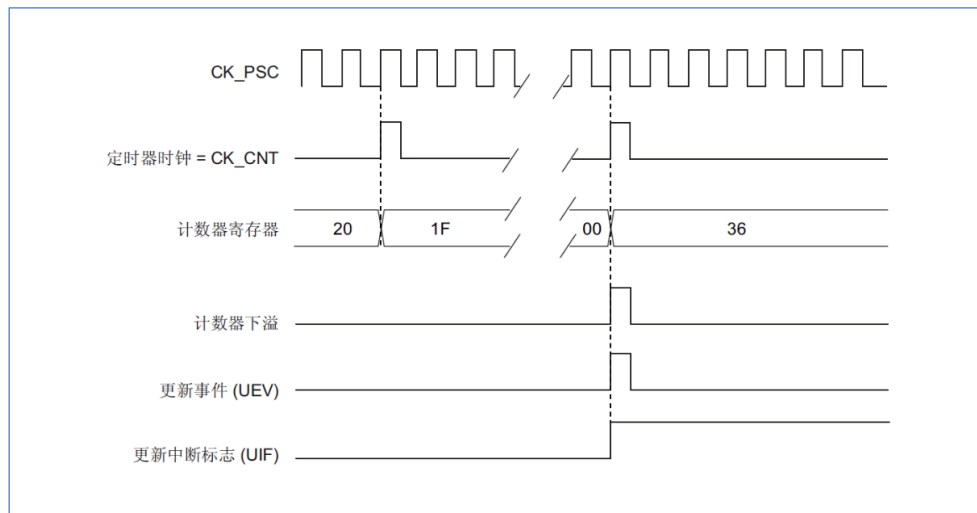 CK_PSC
定时器时钟 = CK_CNT
计数器寄存器
20 1F 00 36
计数器下溢
更新事件 (UEV)
更新中断标志 (UIF)